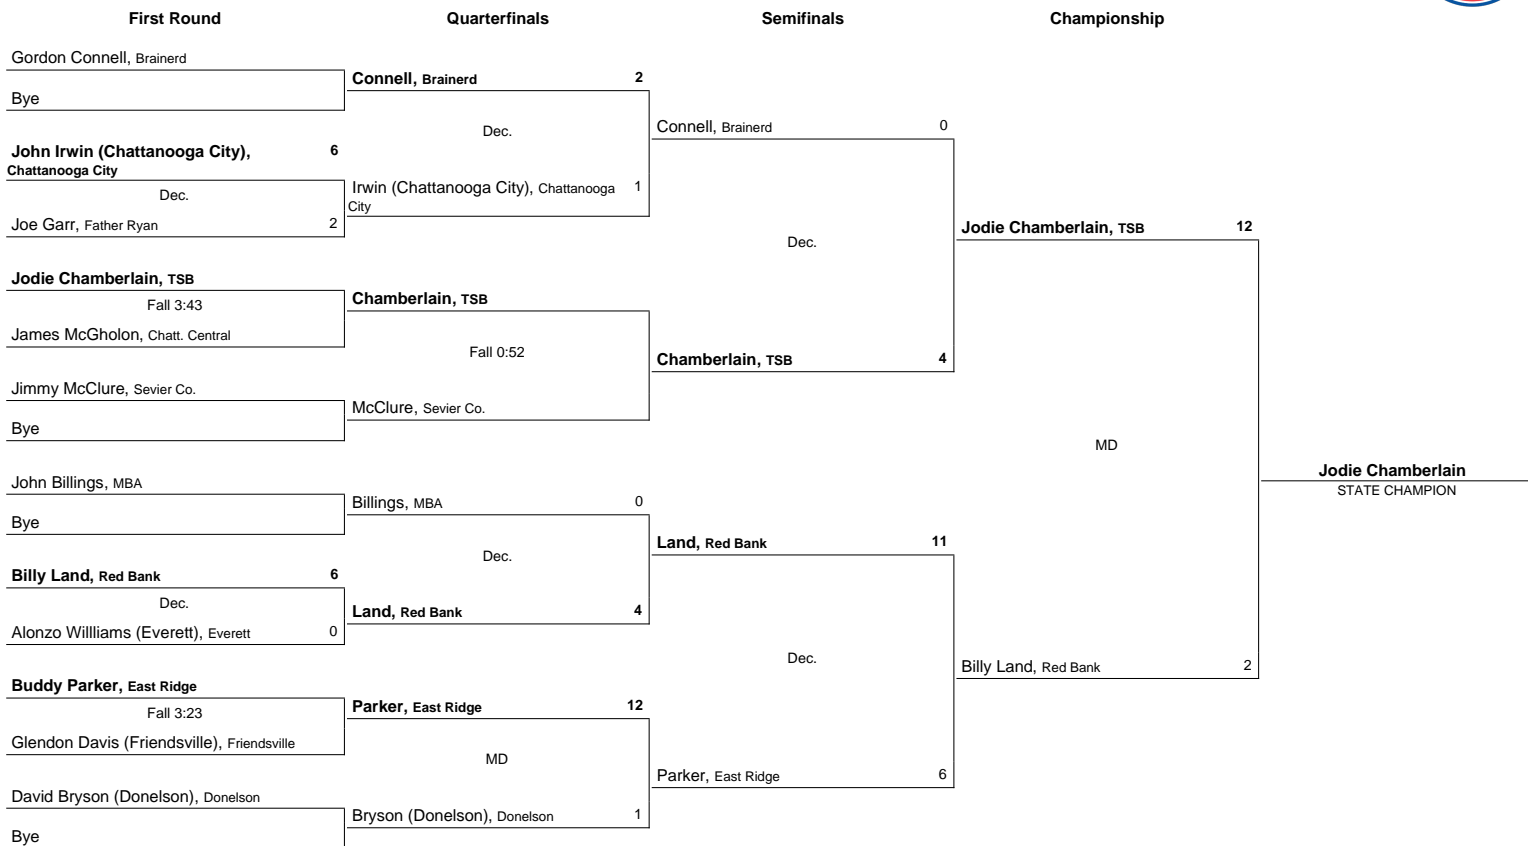 First Round Quarterfinals Semifinals Championship
Gordon Connell, Brainerd
Bye
John Irwin (Chattanooga City), 6
Chattanooga City
Dec.
Joe Garr, Father Ryan 2
Jodie Chamberlain, TSB
Fall 3:43
James McGholon, Chatt. Central
Jimmy McClure, Sevier Co.
Bye
John Billings, MBA
Bye
Billy Land, Red Bank 6
Dec.
Alonzo Willliams (Everett), Everett 0
Buddy Parker, East Ridge
Fall 3:23
Glendon Davis (Friendsville), Friendsville
David Bryson (Donelson), Donelson
Bye
Connell, Brainerd 2
Dec.
Irwin (Chattanooga City), Chattanooga 1
City
Chamberlain, TSB
Fall 0:52
McClure, Sevier Co.
Billings, MBA 0
Dec.
Land, Red Bank 4
Parker, East Ridge 12
MD
Bryson (Donelson), Donelson 1
Connell, Brainerd 0
Dec.
Chamberlain, TSB 4
Land, Red Bank 11
Dec.
Parker, East Ridge 6
Jodie Chamberlain, TSB 12
MD
Billy Land, Red Bank 2
Jodie Chamberlain
STATE CHAMPION